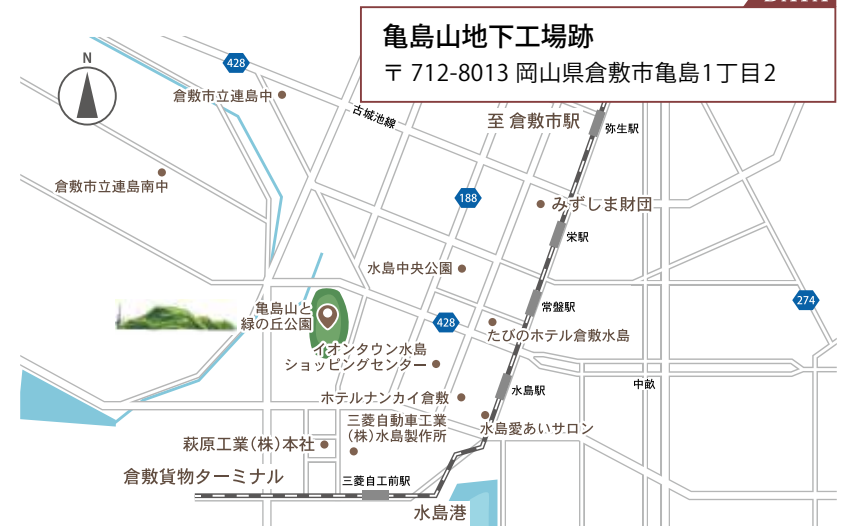 亀島山地下工場跡
〒 712-8013 岡山県倉敷市亀島1丁目2
N
428
倉敷市立連島中
古城池線
至 倉敷市駅
弥生駅
倉敷市立連島南中
188
みずしま財団
栄駅
水島中央公園
274
亀島山と
緑の丘公園
常盤駅
428
たびのホテル倉敷水島
イオンタウン水島
ショッピングセンター
水島駅
中畝
ホテルナンカイ倉敷
三菱自動車工業
(株)水島製作所
水島愛あいサロン
萩原工業(株)本社
倉敷貨物ターミナル
三菱自工前駅
水島港